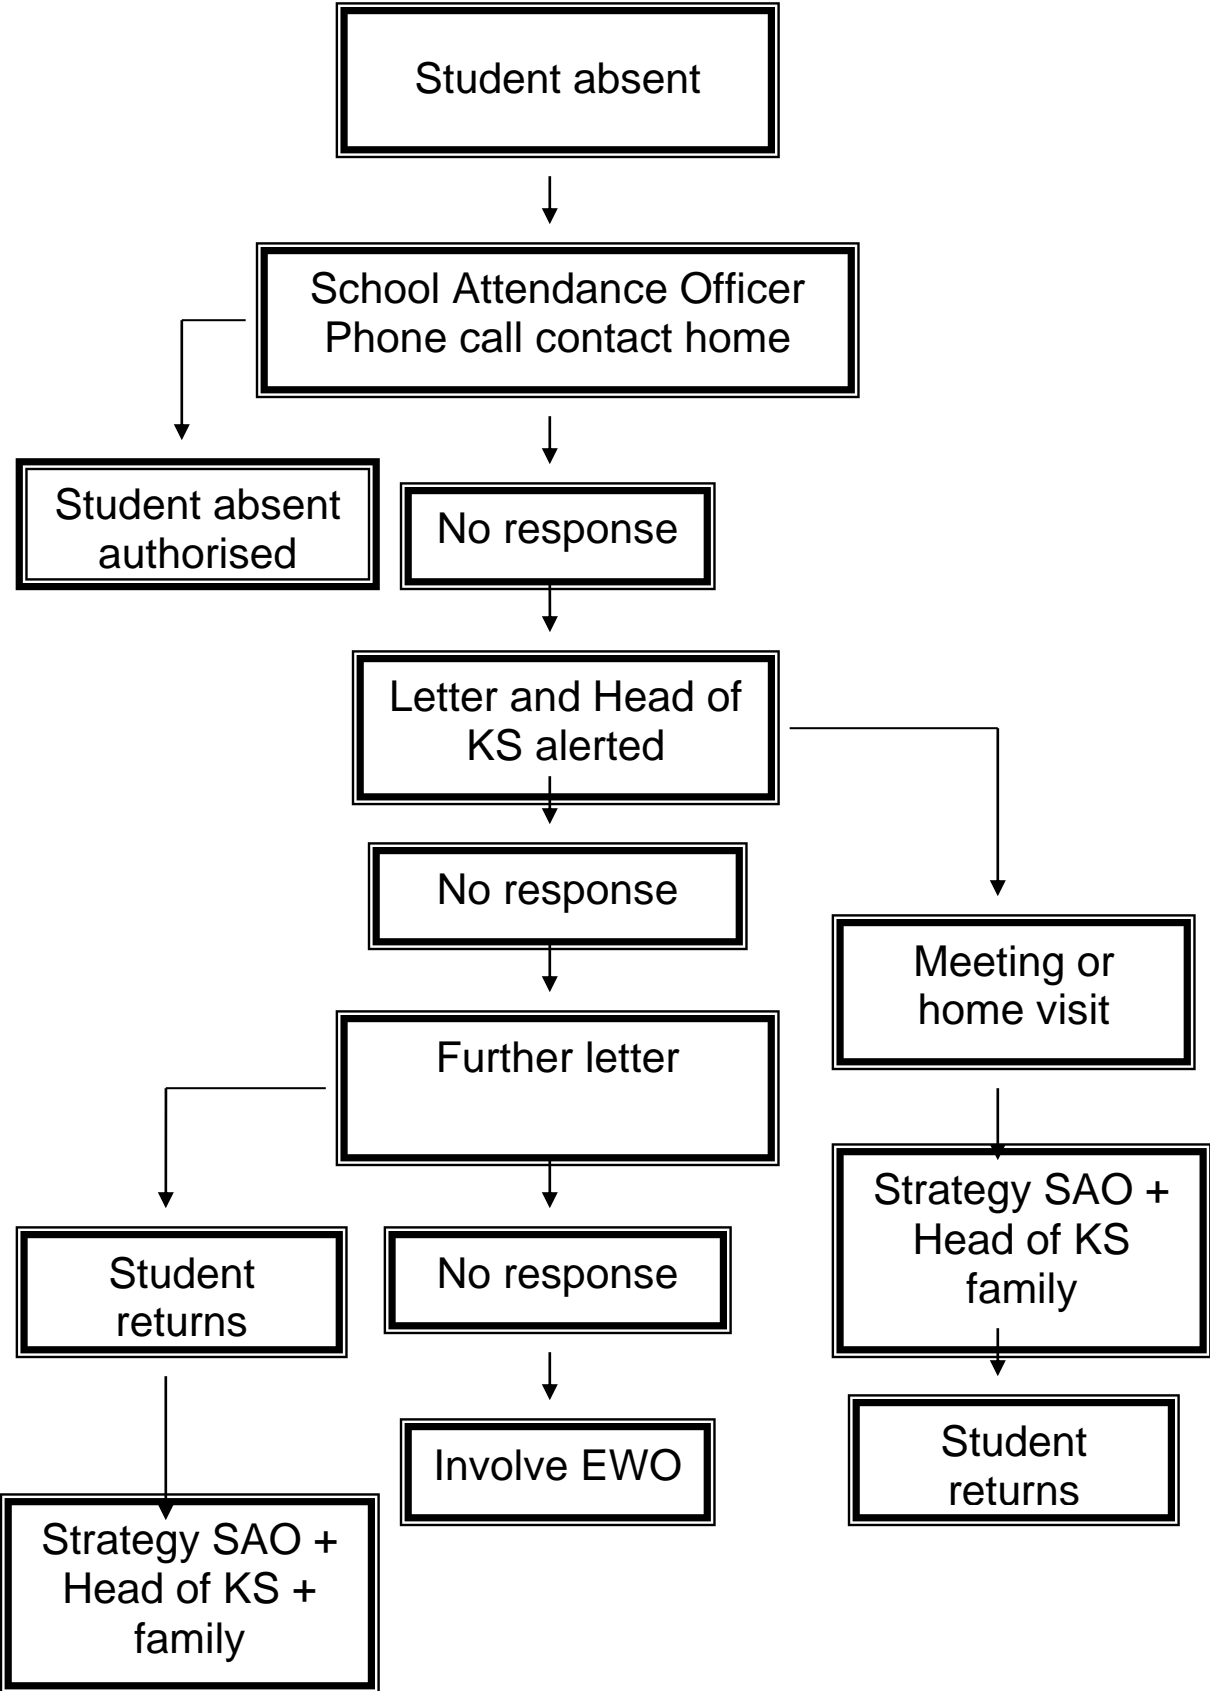 Student absent
School Attendance Officer
Phone call contact home
Student absent
authorised
No response
Letter and Head of
KS alerted
No response
Meeting or
home visit
Further letter
Strategy SAO +
Head of KS
family
Student
returns
No response
Student
returns
Involve EWO
Strategy SAO +
Head of KS +
family